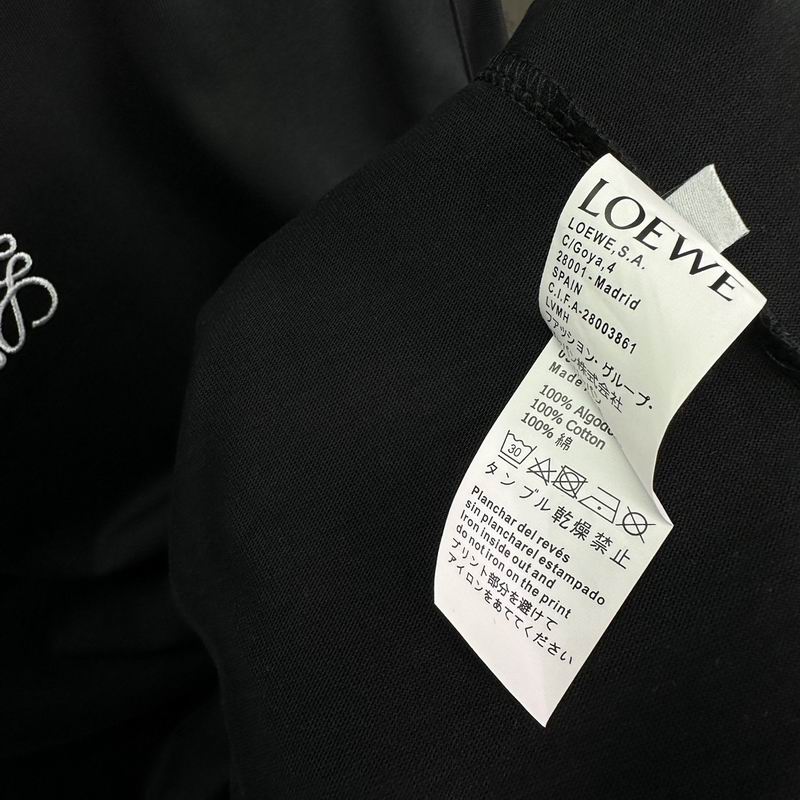 LOEWE
LOEWE, S.A.
C/Goya,4
28001 - Madrid
SPAIN
C.I.F.A-28003861
LVMH
ファッション・グループ・
株式会社
Made
100% Algod
100% Cotton
100% 綿
30
タンブル乾燥禁止
Planchar del revés
sin plancharel estampado
Iron inside out and
do not iron on the print
プリント部分を避けて
アイロンをあててください